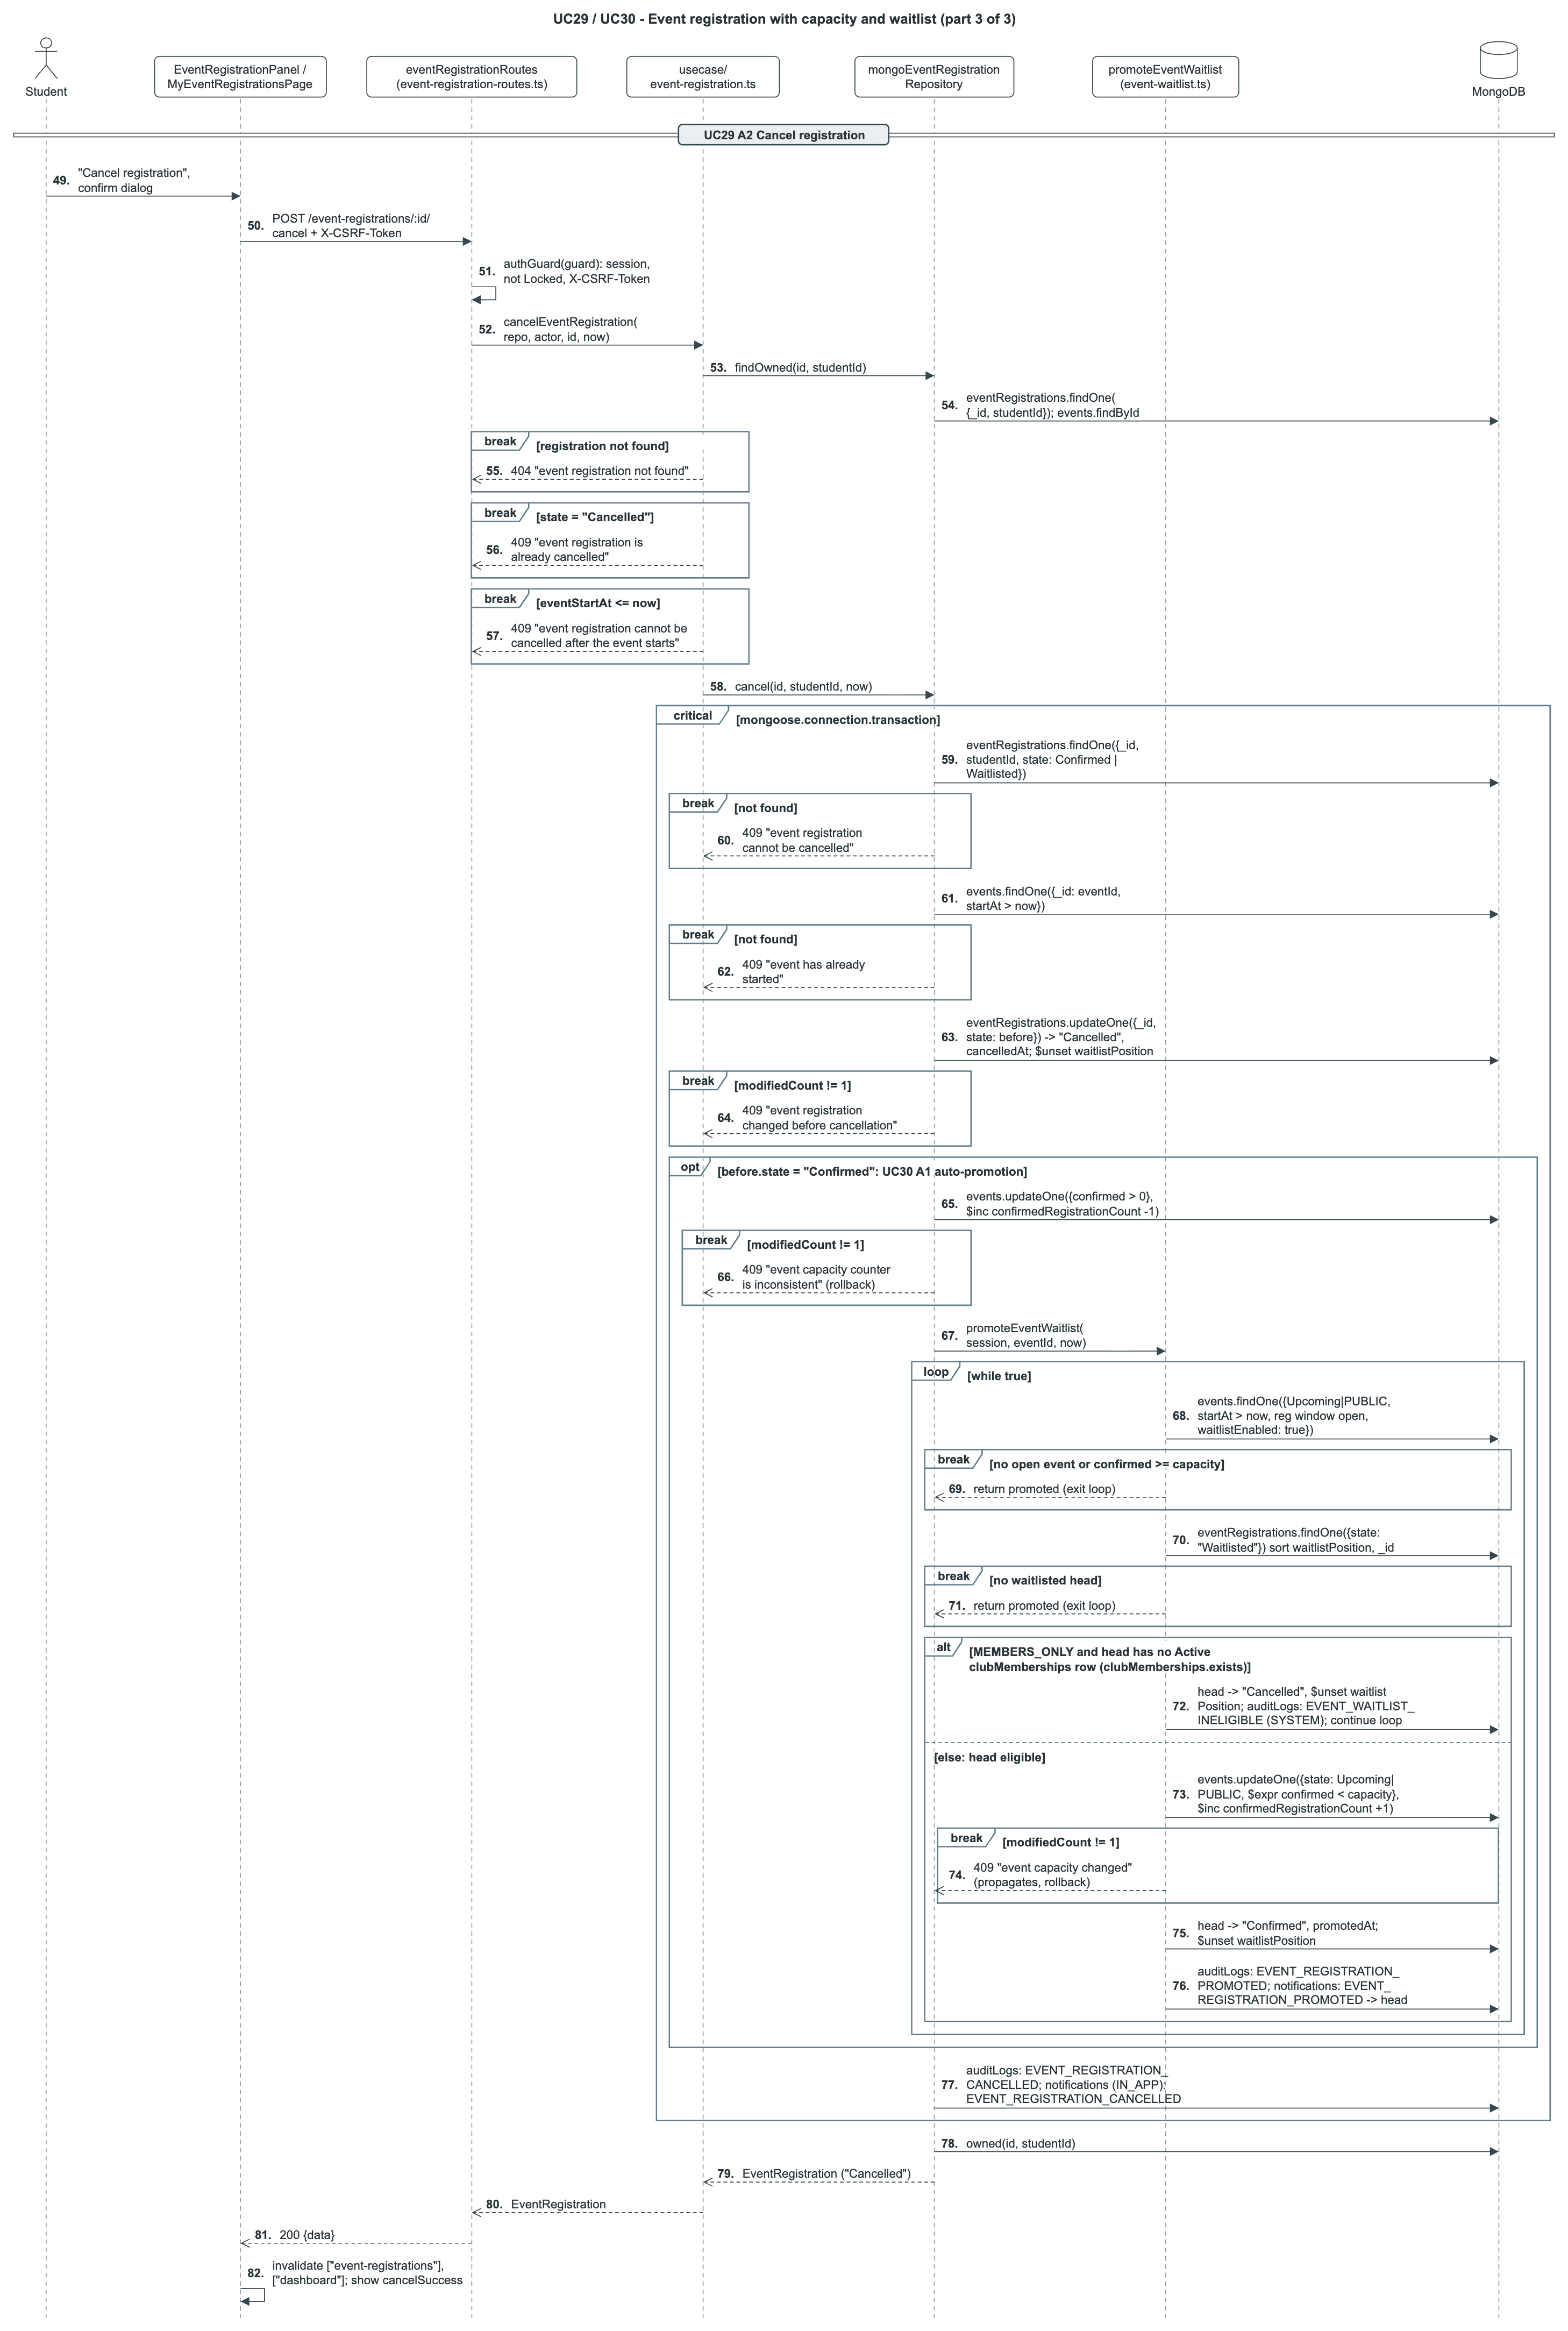 UC29 / UC30 - Event registration with capacity and waitlist (part 3 of 3)
Student
EventRegistrationPanel /
MyEventRegistrationsPage
eventRegistrationRoutes
(event-registration-routes.ts)
usecase/
event-registration.ts
mongoEventRegistration
Repository
promoteEventWaitlist
(event-waitlist.ts)
MongoDB
UC29 A2 Cancel registration
49. "Cancel registration",
confirm dialog
50. POST /event-registrations/:id/
cancel + X-CSRF-Token
51. authGuard(guard): session,
not Locked, X-CSRF-Token
52. cancelEventRegistration(
repo, actor, id, now)
53. findOwned(id, studentId)
54. eventRegistrations.findOne(
{_id, studentId}); events.findById
break [registration not found]
55. 404 "event registration not found"
break [state = "Cancelled"]
56. 409 "event registration is
already cancelled"
break [eventStartAt <= now]
57. 409 "event registration cannot be
cancelled after the event starts"
58. cancel(id, studentId, now)
critical [mongoose.connection.transaction]
59. eventRegistrations.findOne({_id,
studentId, state: Confirmed |
Waitlisted})
break [not found]
60. 409 "event registration
cannot be cancelled"
61. events.findOne({_id: eventId,
startAt > now})
break [not found]
62. 409 "event has already
started"
63. eventRegistrations.updateOne({_id,
state: before}) -> "Cancelled",
cancelledAt; $unset waitlistPosition
break [modifiedCount != 1]
64. 409 "event registration
changed before cancellation"
opt [before.state = "Confirmed": UC30 A1 auto-promotion]
65. events.updateOne({confirmed > 0},
$inc confirmedRegistrationCount -1)
break [modifiedCount != 1]
66. 409 "event capacity counter
is inconsistent" (rollback)
67. promoteEventWaitlist(
session, eventId, now)
loop [while true]
68. events.findOne({Upcoming|PUBLIC,
startAt > now, reg window open,
waitlistEnabled: true})
break [no open event or confirmed >= capacity]
69. return promoted (exit loop)
70. eventRegistrations.findOne({state:
"Waitlisted"}) sort waitlistPosition, _id
break [no waitlisted head]
71. return promoted (exit loop)
alt [MEMBERS_ONLY and head has no Active
clubMemberships row (clubMemberships.exists)]
72. head -> "Cancelled", $unset waitlist
Position; auditLogs: EVENT_WAITLIST_
INELIGIBLE (SYSTEM); continue loop
[else: head eligible]
73. events.updateOne({state: Upcoming|
PUBLIC, $expr confirmed < capacity},
$inc confirmedRegistrationCount +1)
break [modifiedCount != 1]
74. 409 "event capacity changed"
(propagates, rollback)
75. head -> "Confirmed", promotedAt;
$unset waitlistPosition
76. auditLogs: EVENT_REGISTRATION_
PROMOTED; notifications: EVENT_
REGISTRATION_PROMOTED -> head
77. auditLogs: EVENT_REGISTRATION_
CANCELLED; notifications (IN_APP):
EVENT_REGISTRATION_CANCELLED
78. owned(id, studentId)
79. EventRegistration ("Cancelled")
80. EventRegistration
81. 200 {data}
82. invalidate ["event-registrations"],
["dashboard"]; show cancelSuccess